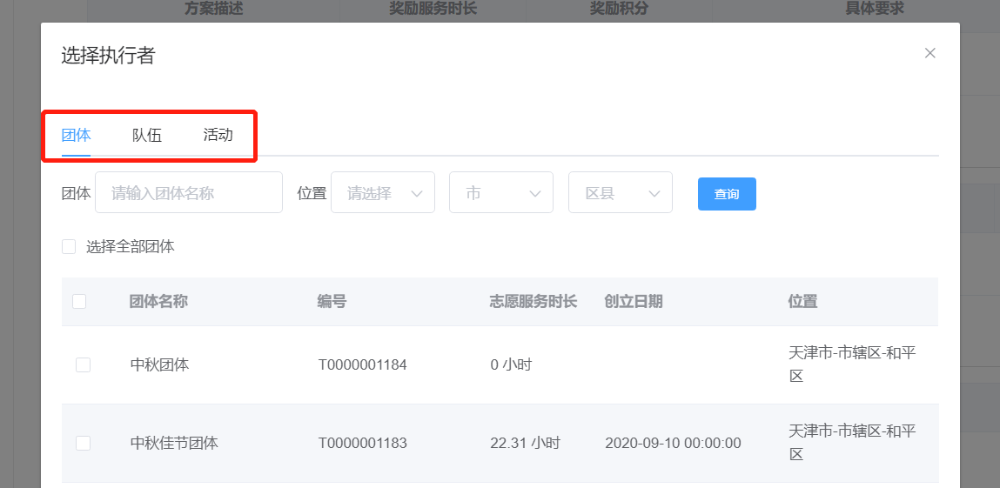 方案描述 奖励服务时长 奖励积分 具体要求
选择执行者
团体 队伍 活动
团体 请输入团体名称 位置 请选择 市 区县 查询
选择全部团体
团体名称 编号 志愿服务时长 创立日期 位置
中秋团体 T0000001184 0 小时 天津市-市辖区-和平
区
中秋佳节团体 T0000001183 22.31 小时 2020-09-10 00:00:00 天津市-市辖区-和平
区